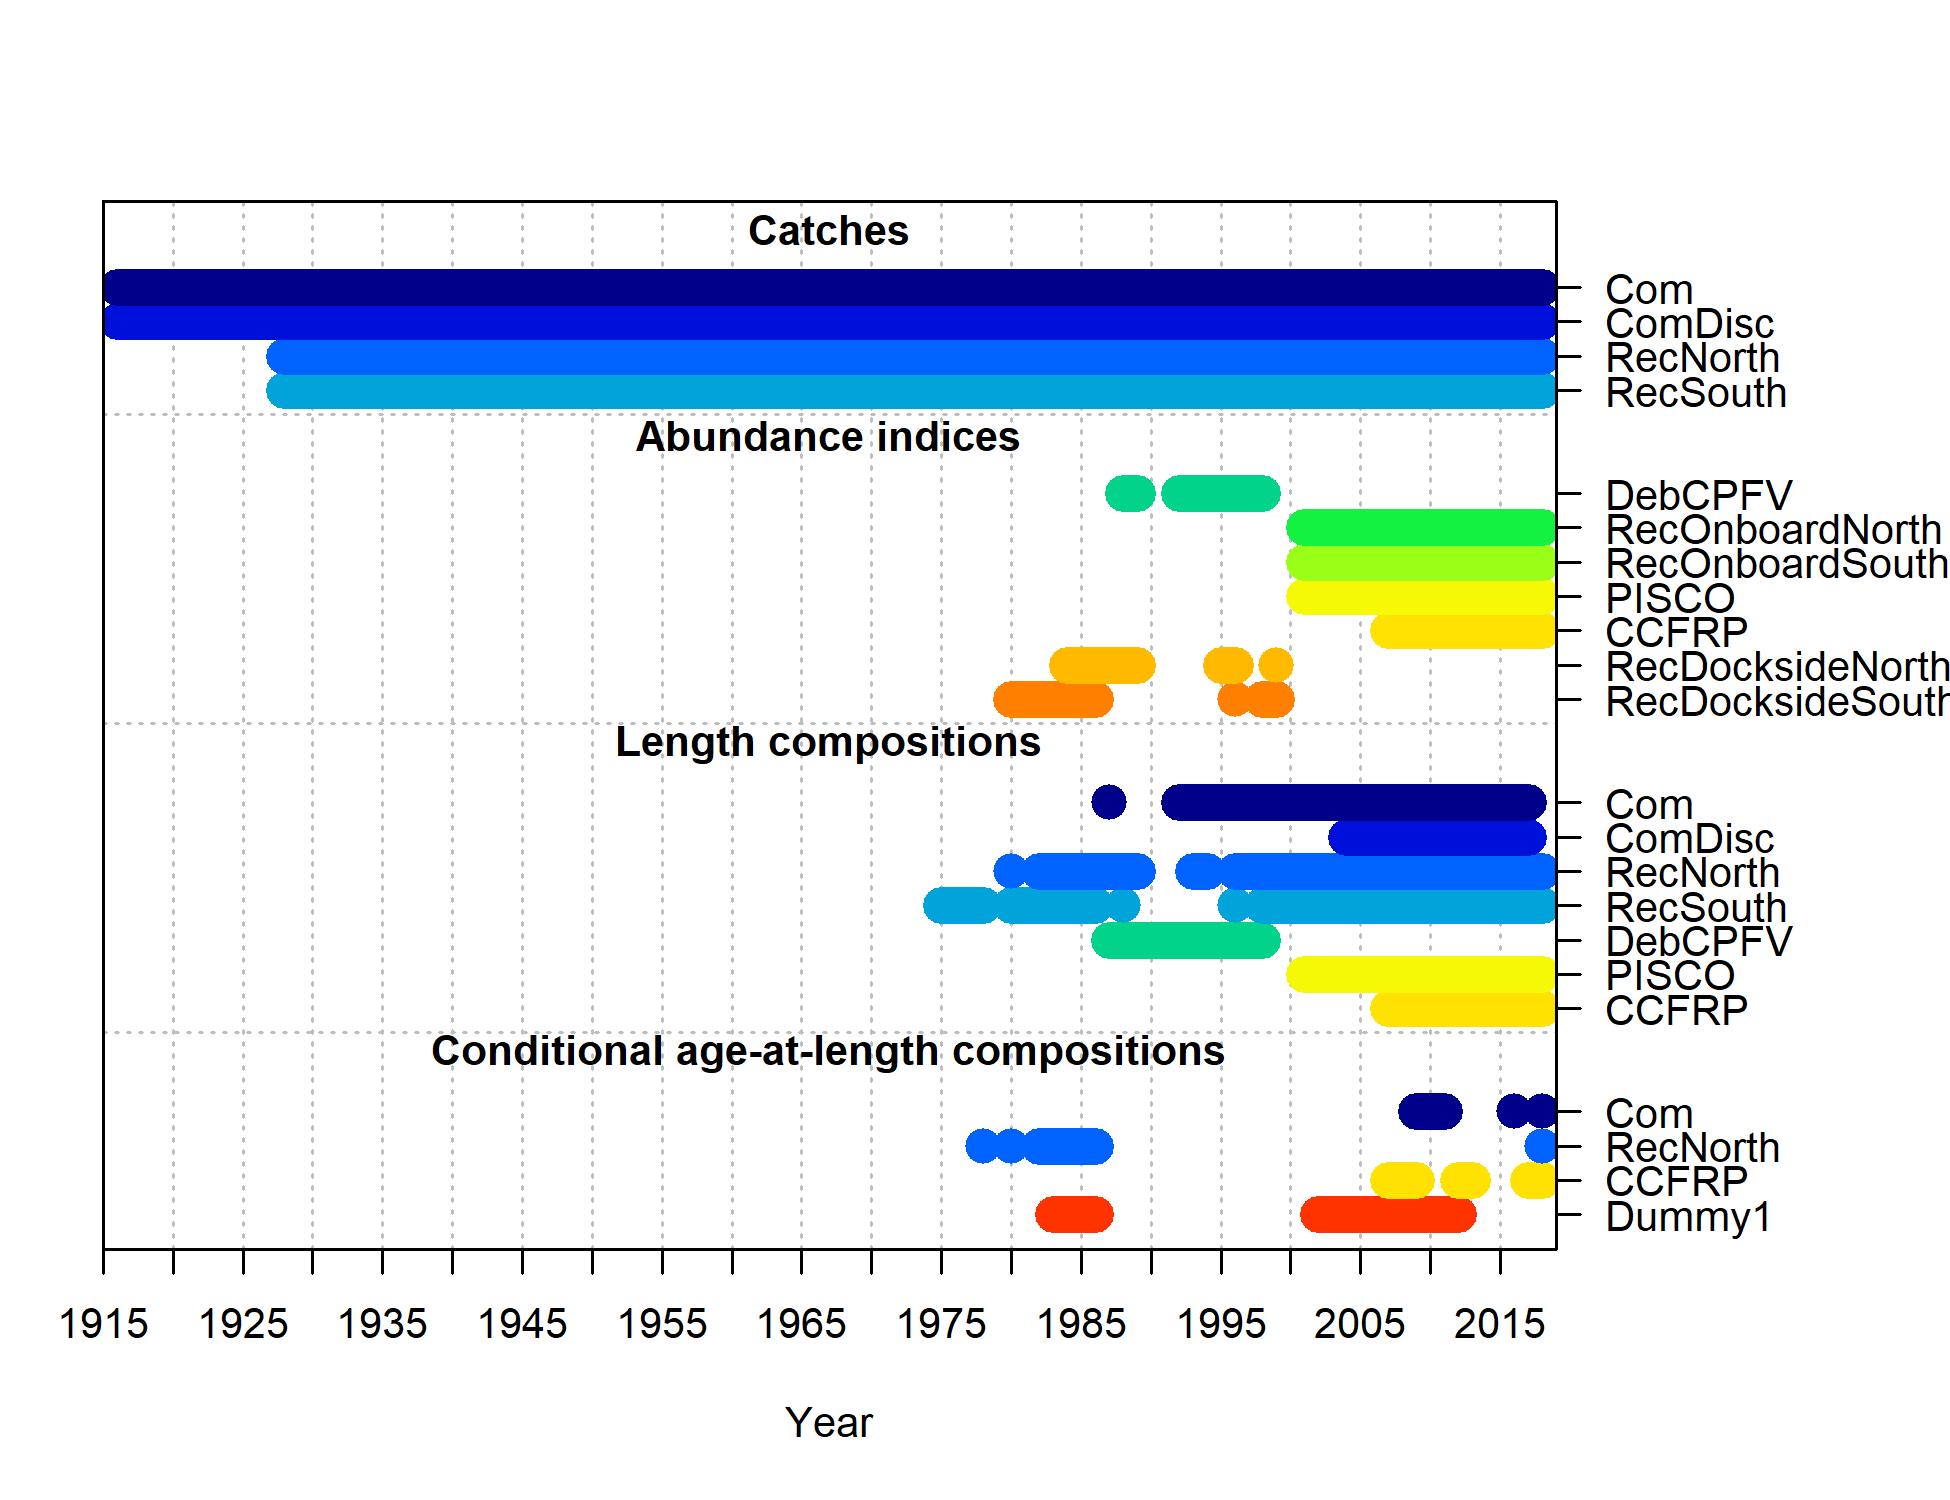 Catches
Com
ComDisc
RecNorth
RecSouth
Abundance indices
DebCPFV
RecOnboardNorth
RecOnboardSouth
PISCO
CCFRP
RecDocksideNorth
RecDocksideSouth
Length compositions
Com
ComDisc
RecNorth
RecSouth
DebCPFV
PISCO
CCFRP
Conditional age-at-length compositions
Com
RecNorth
CCFRP
Dummy1
1915 1925 1935 1945 1955 1965 1975 1985 1995 2005 2015
Year